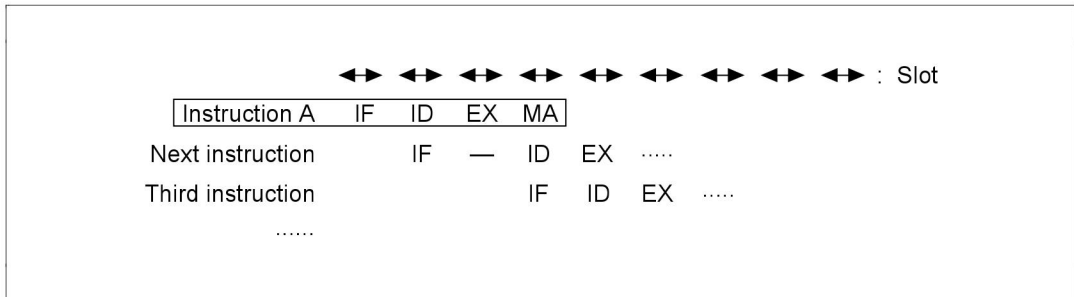 : Slot
Instruction A IF ID EX MA
Next instruction IF — ID EX .....
Third instruction IF ID EX .....
......